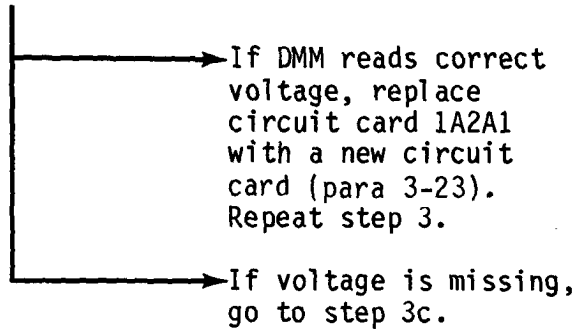 If DMM reads correct
voltage, replace
circuit card 1A2A1
with a new circuit
card (para 3-23).
Repeat step 3.
If voltage is missing,
go to step 3c.